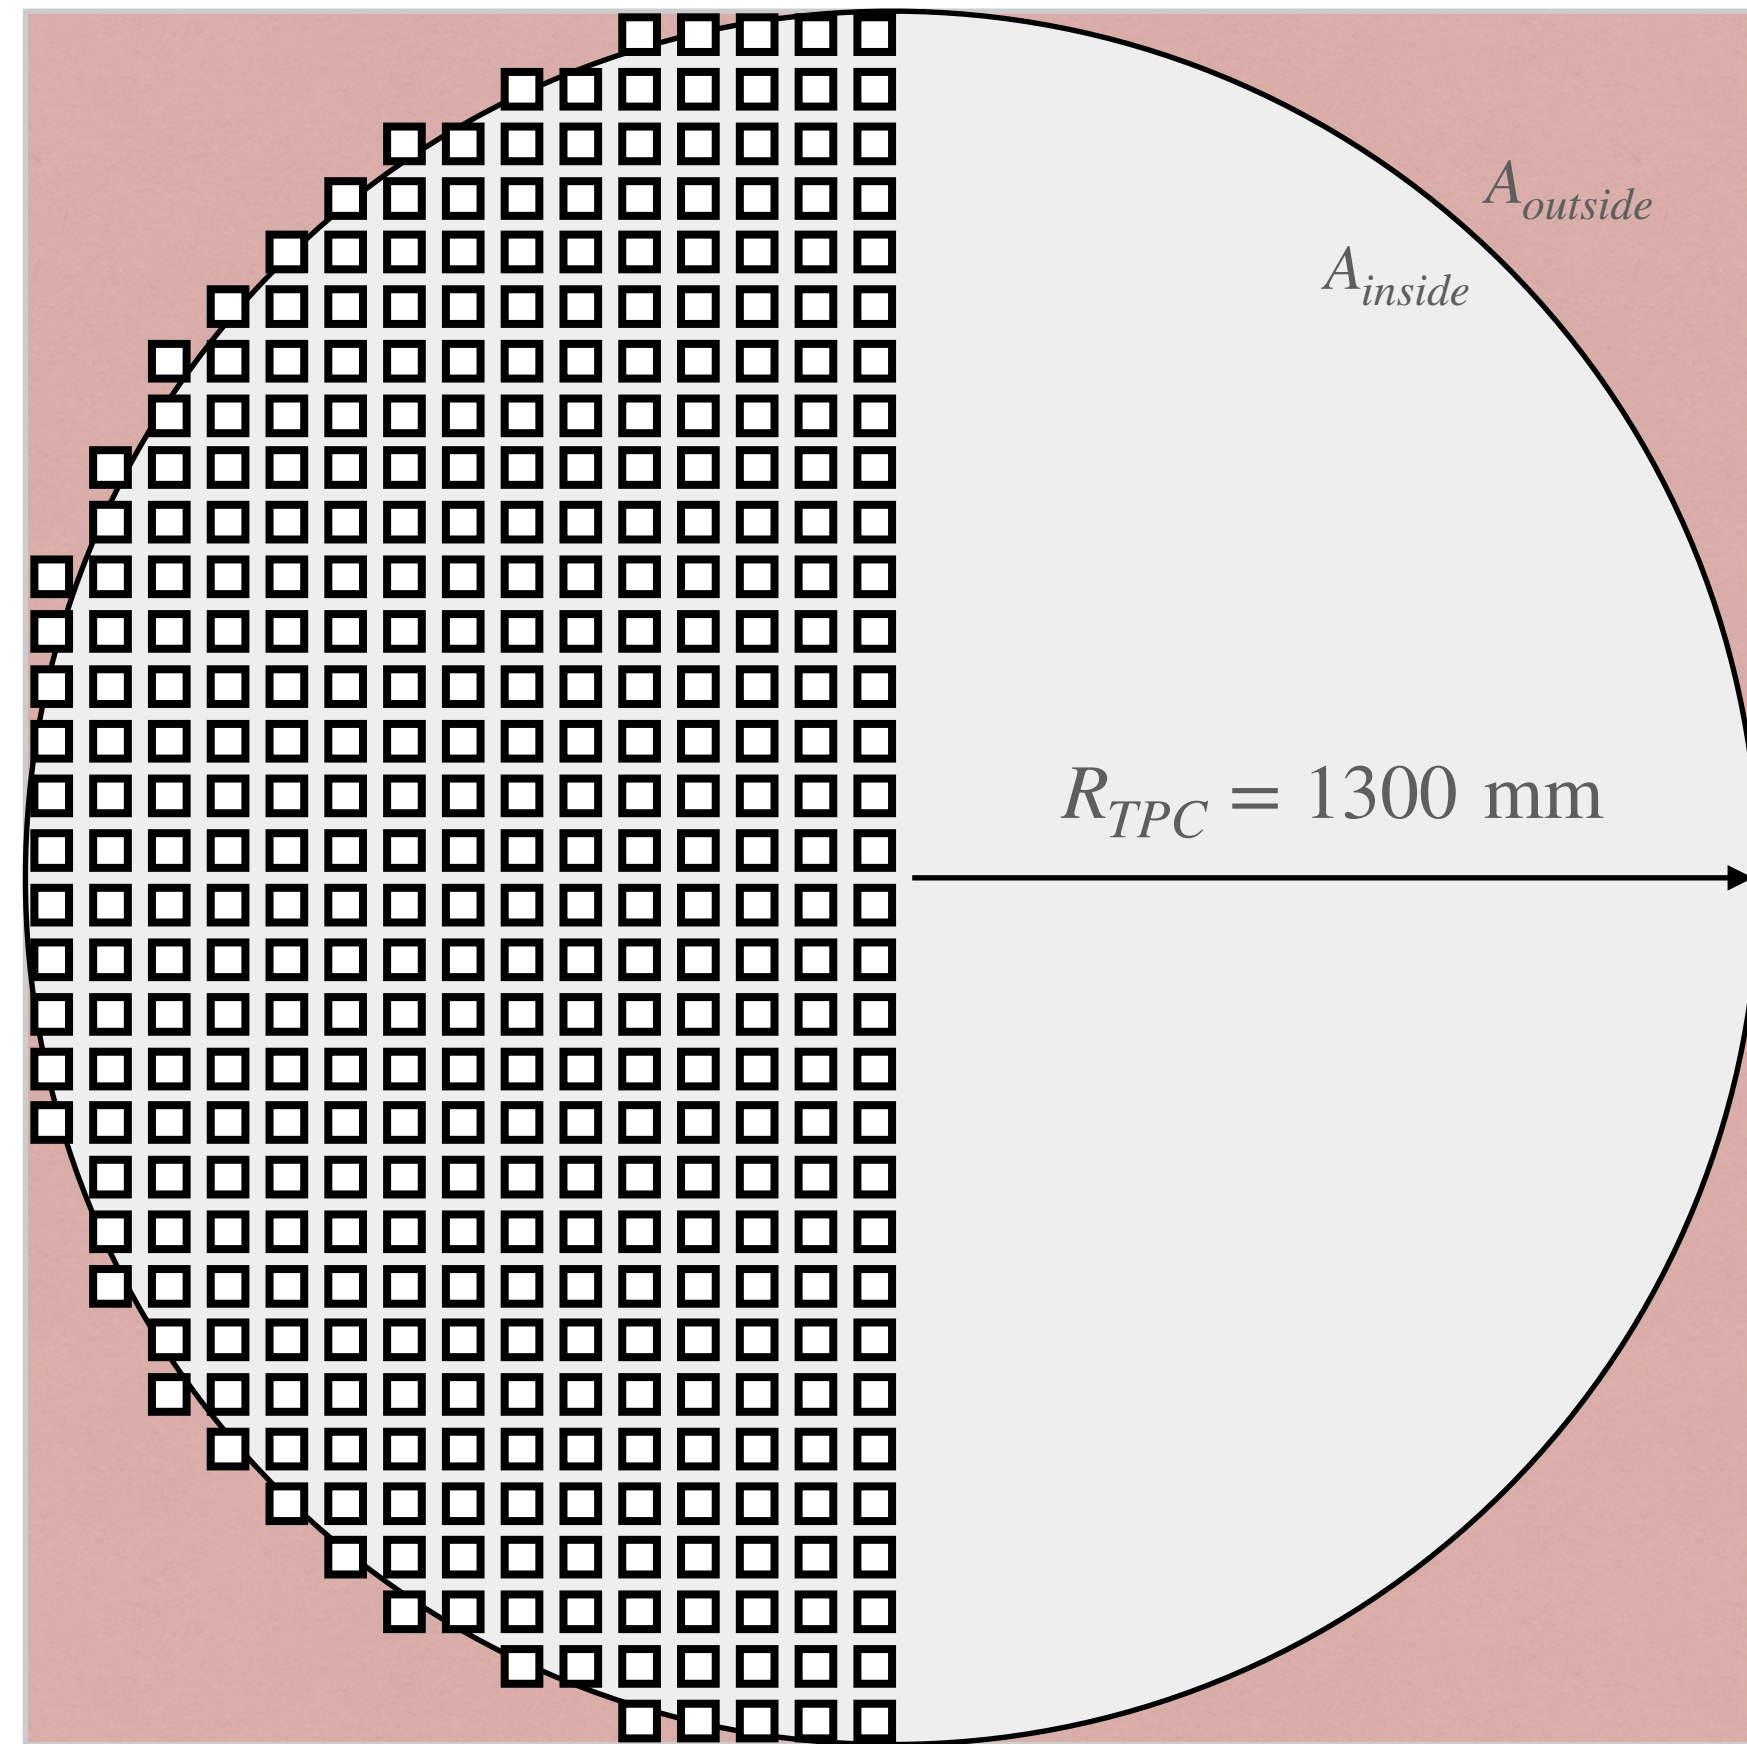 A_outside
A_inside
R_TPC = 1300 mm